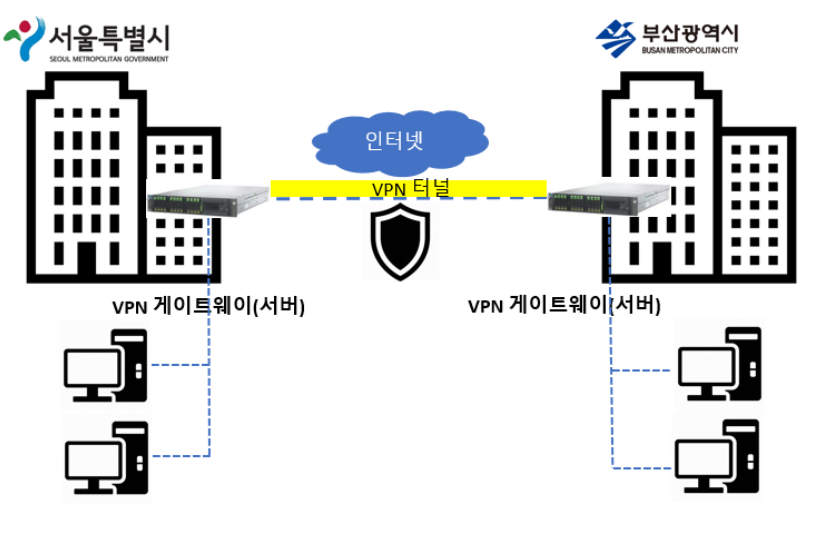 서울특별시
SEOUL METROPOLITAN GOVERNMENT
부산광역시
BUSAN METROPOLITAN CITY
인터넷
VPN 터널
VPN 게이트웨이(서버)
VPN 게이트웨이(서버)